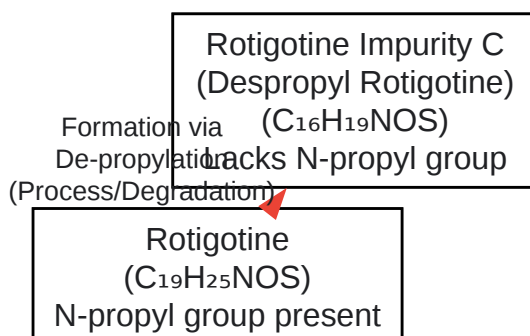 Rotigotine Impurity C
(Despropyl Rotigotine)
(C₁₆H₁₉NOS)
Lacks N-propyl group
Formation via
De-propylation
(Process/Degradation)
Rotigotine
(C₁₉H₂₅NOS)
N-propyl group present